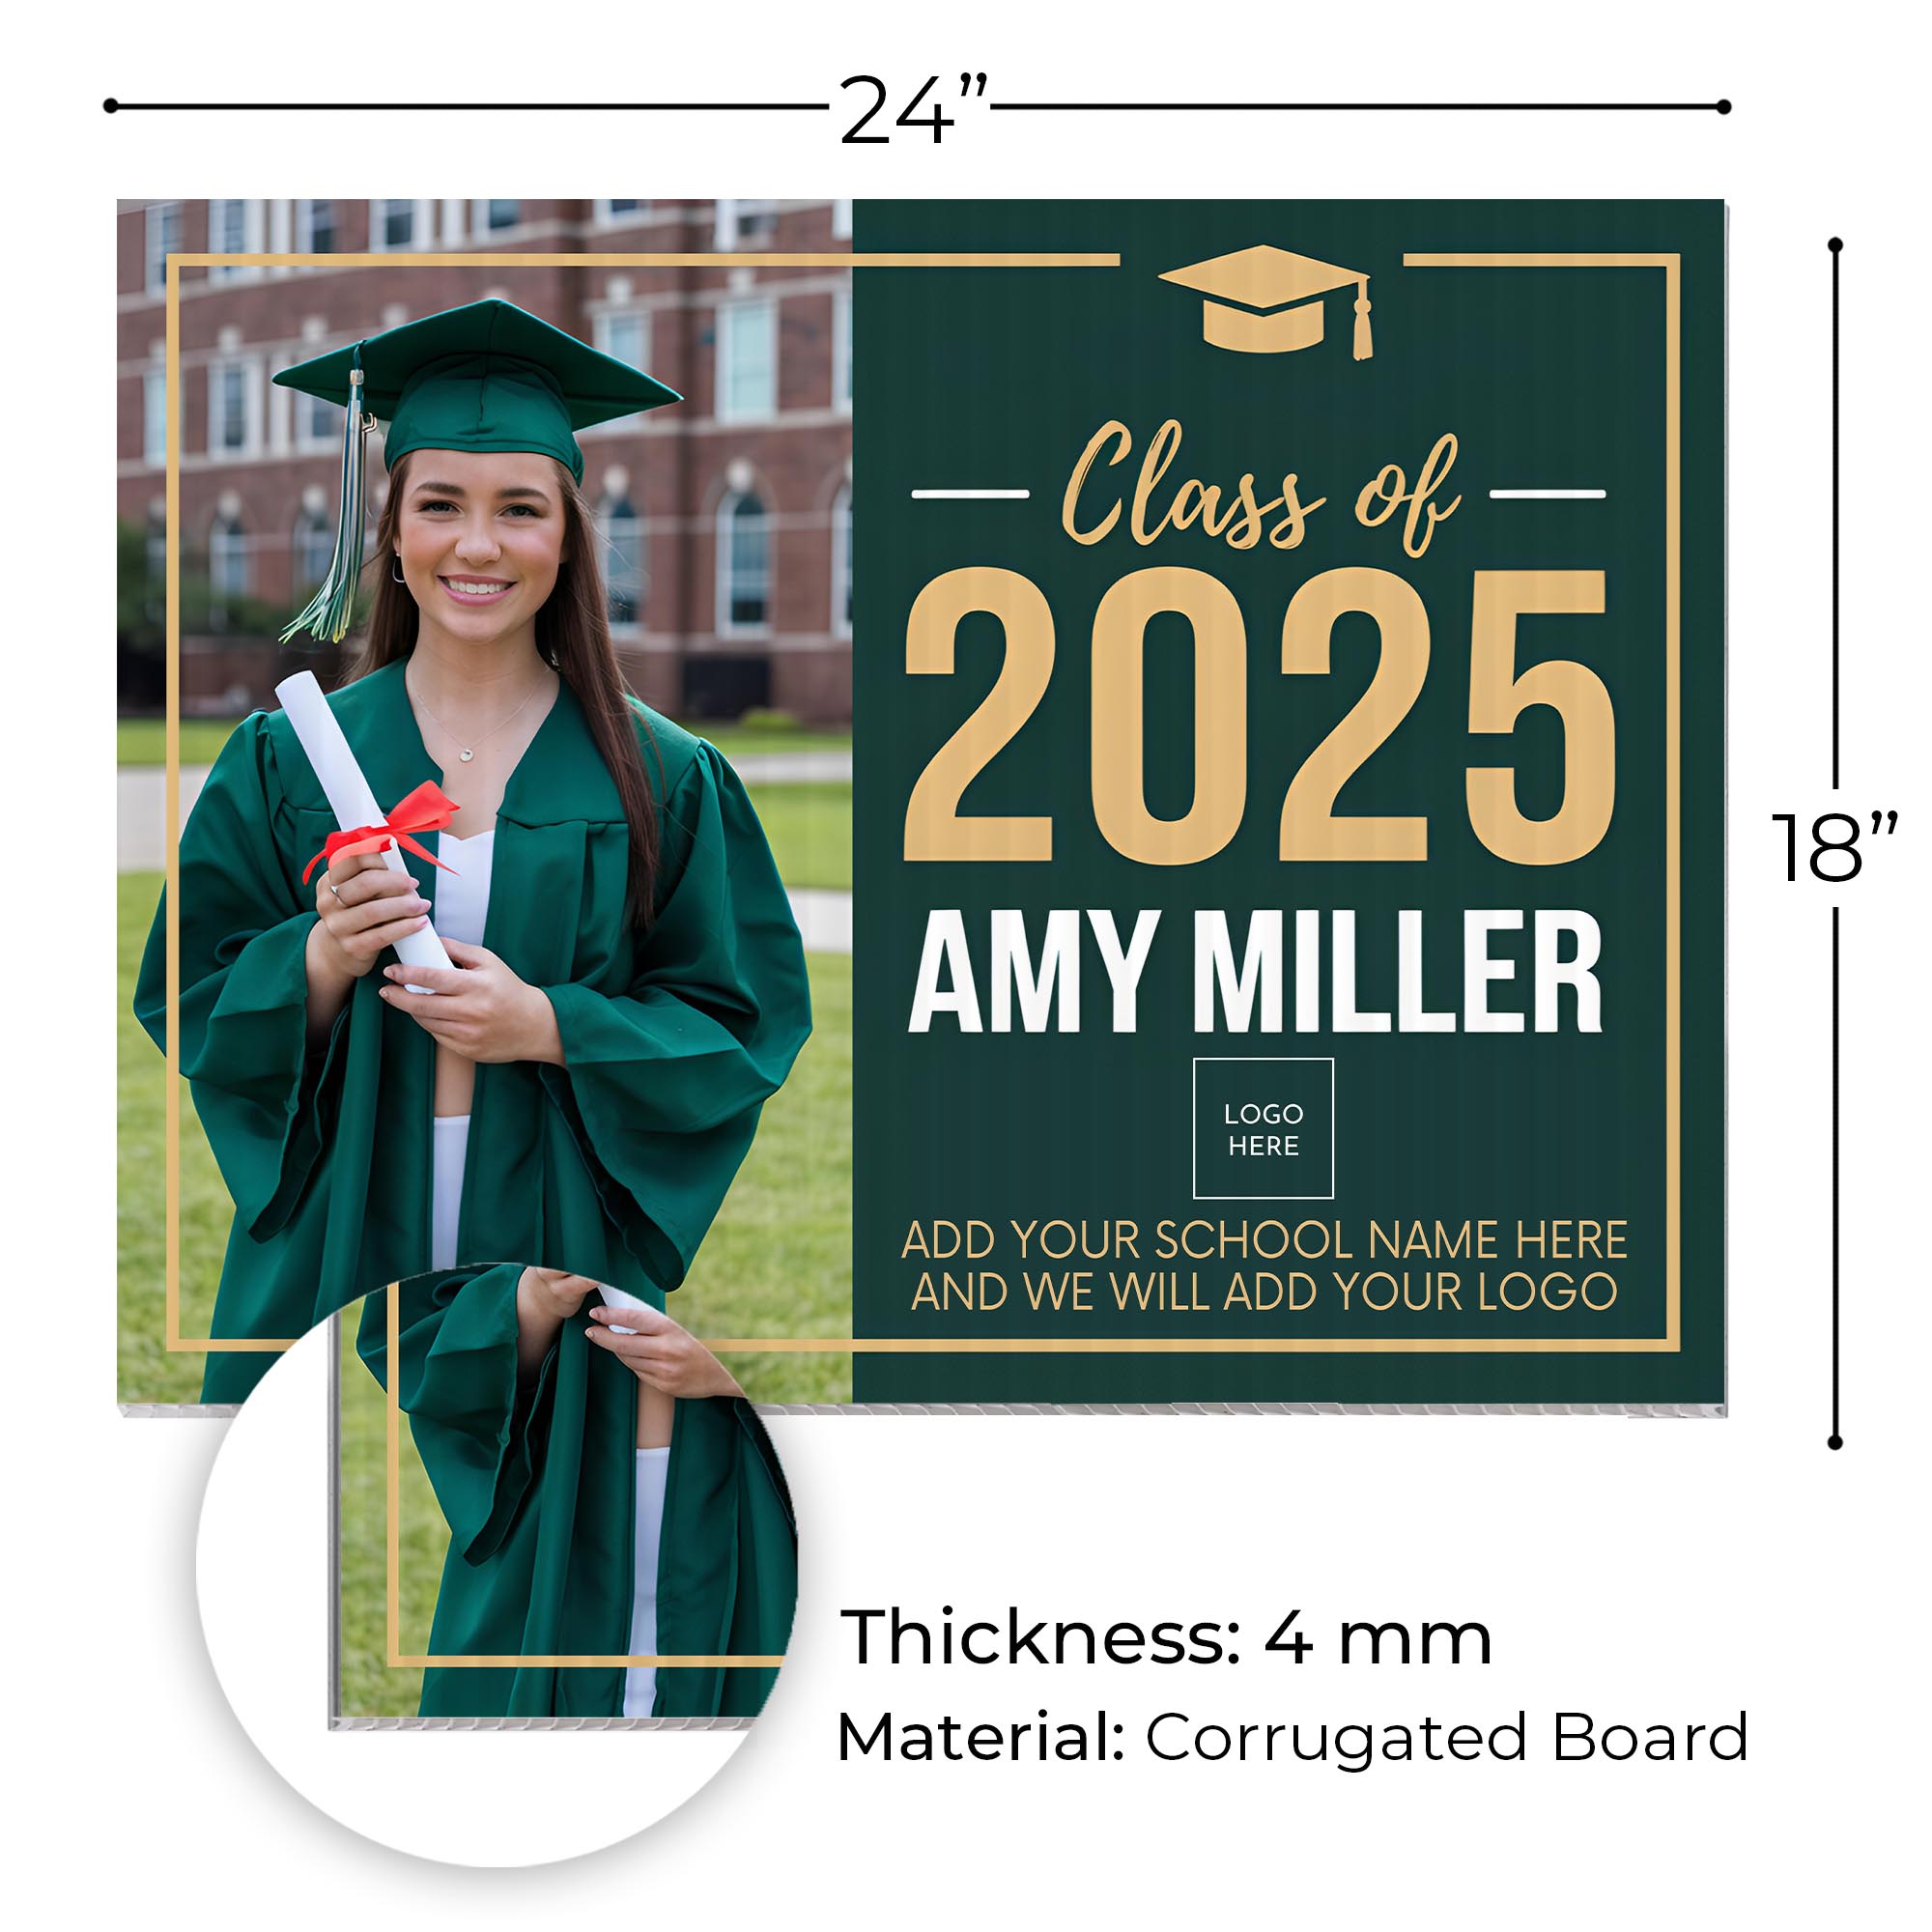 24”
Class of
2025
AMY MILLER
LOGO
HERE
ADD YOUR SCHOOL NAME HERE
AND WE WILL ADD YOUR LOGO
18”
Thickness: 4 mm
Material: Corrugated Board